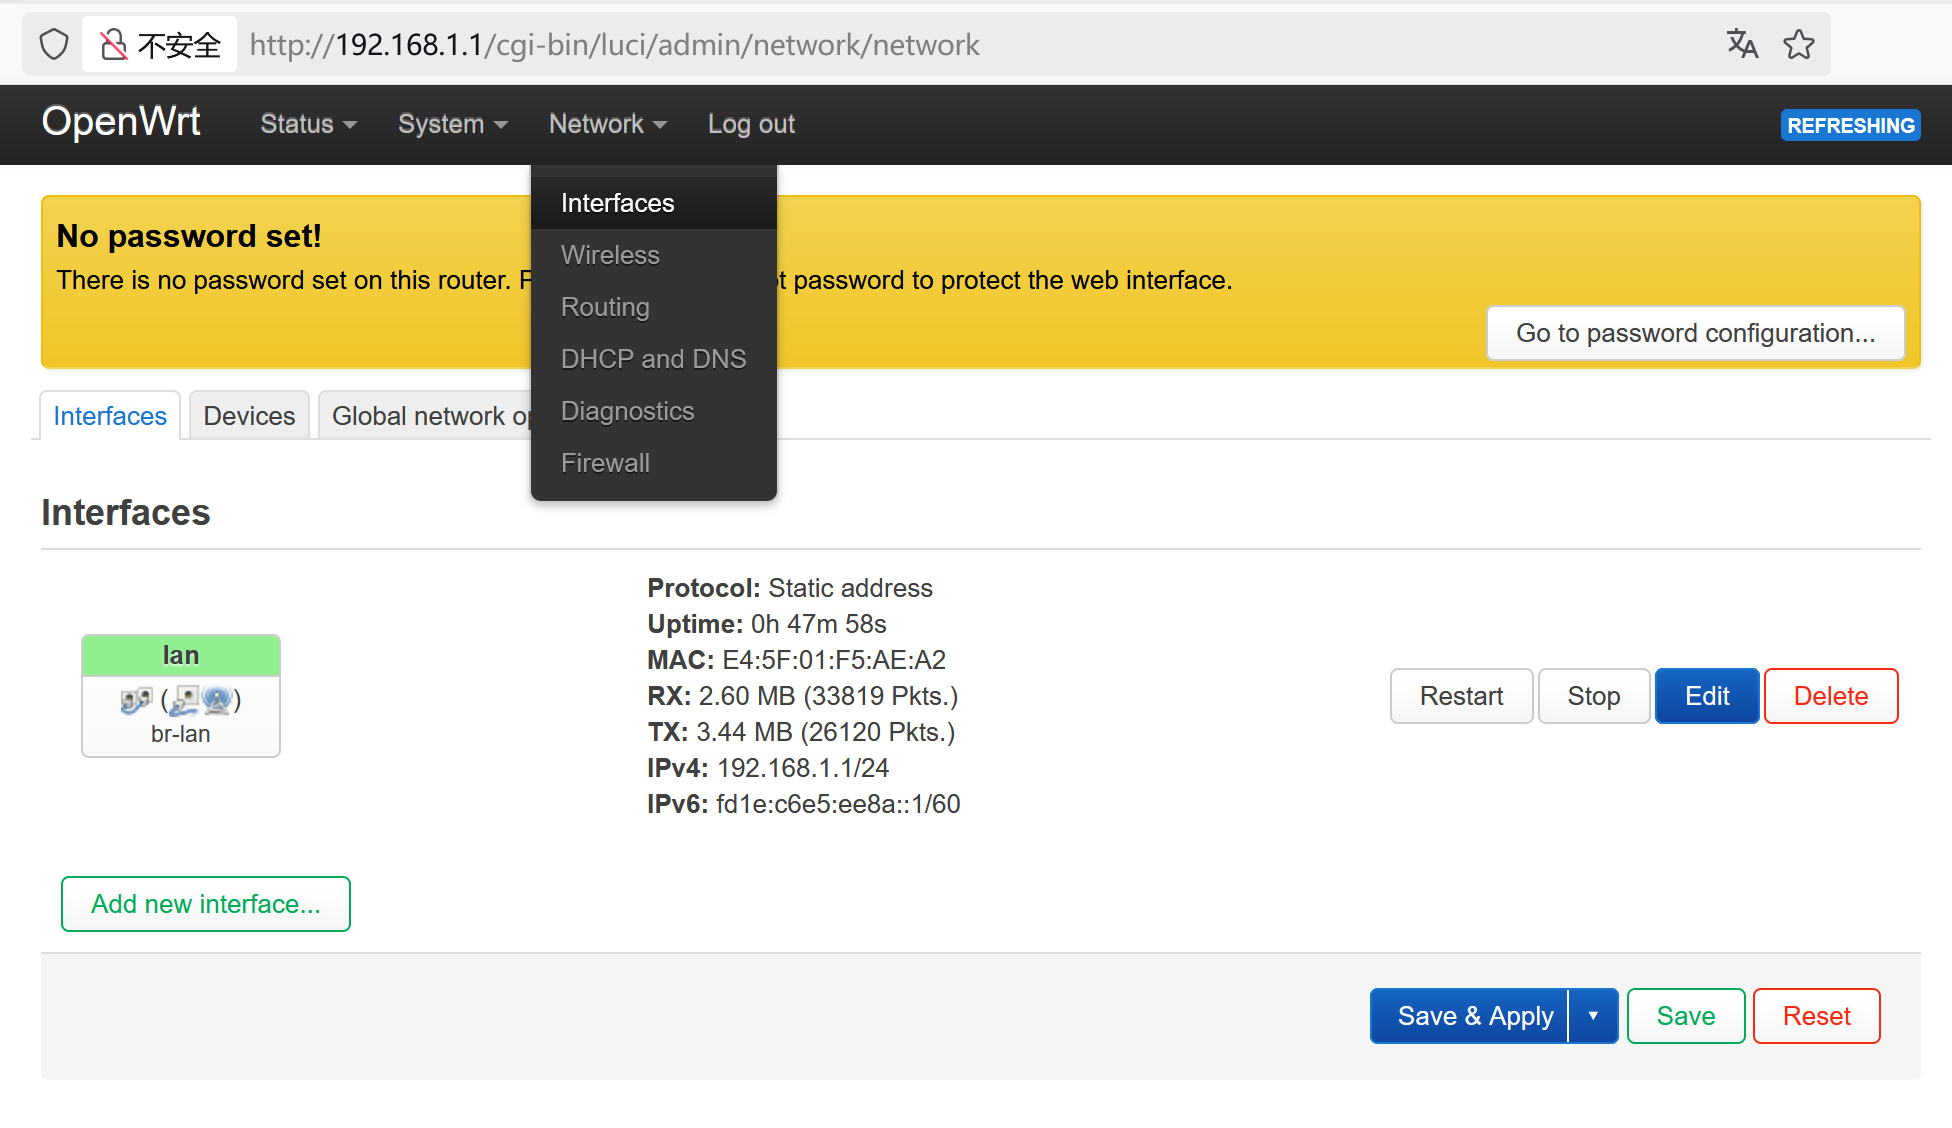 不安全 http://192.168.1.1/cgi-bin/luci/admin/network/network
OpenWrt Status System Network Log out REFRESHING
Interfaces
Wireless
Routing
DHCP and DNS
Diagnostics
Firewall
No password set!
There is no password set on this router. P t password to protect the web interface.
Go to password configuration...
Interfaces Devices Global network op
Interfaces
lan
( )
br-lan
Protocol: Static address
Uptime: 0h 47m 58s
MAC: E4:5F:01:F5:AE:A2
RX: 2.60 MB (33819 Pkts.)
TX: 3.44 MB (26120 Pkts.)
IPv4: 192.168.1.1/24
IPv6: fd1e:c6e5:ee8a::1/60
Restart Stop Edit Delete
Add new interface...
Save & Apply Save Reset